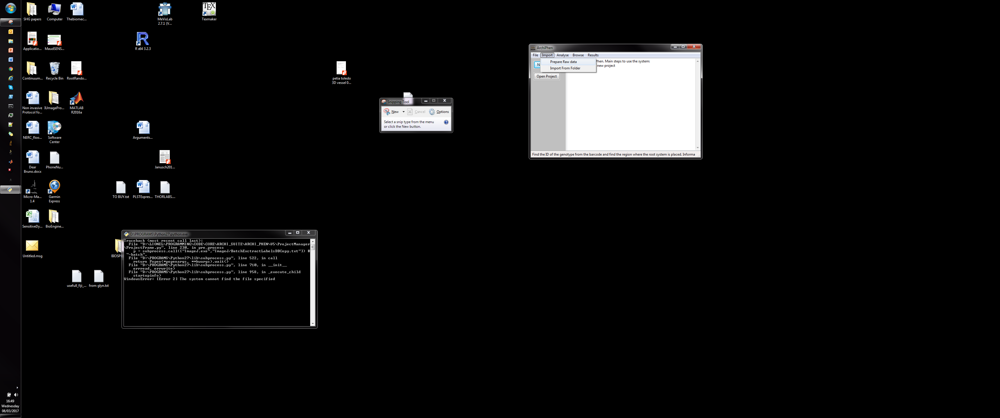 SHG papers
Computer
Thebiomec...
MeVisLab
2.7.1 (V...
TEX
Texmaker
Applicatio...
MaudSENS...
R x64 3.2.3
Continuum...
Recycle Bin
RootRando...
petia toledo
3D vessel 0...
Non invasive
Protocol fo...
IUmagePro...
MATLAB
R2016a
NERC_floo...
Software
Center
Arguments...
Dear
Bruno.docx
PhoneNu...
Janusch201...
Micro-Ma...
1.4
Garmin
Express
TO BUY.txt
PLSTExpres...
THORLABS....
SensitiveDy...
BioEngine...
Untitled.msg
BIOSP
usefull_fiji_...
from glyn.txt
Snipping Tool
New
Cancel
Options
Select a snip type from the menu
or click the New button.
ArchiPhen
File Import Analyse Browse Results
Prepare Raw data
Import From Folder
Phen. Main steps to use the system:
new project
N
Open Project
Find the ID of the genotype from the barcode and find the region where the root system is placed. Informa
D:\PROGRAMS\Python27\python.exe
Traceback (most recent call last):
File "D:\LIONEL\PROGRAMMING\CODE\CORE\ARCHI_SUITE\ARCHI_PHEN\V5\ProjectManager
\ProjectFrame.py", line 230, in pre_process
p = subprocess.call(["ImageJ.exe","ImageJ/BatchExctractLabelsDBCopy.txt"]) #
"-batch",
File "D:\PROGRAMS\Python27\lib\subprocess.py", line 522, in call
return Popen(*popenargs, **kwargs).wait()
File "D:\PROGRAMS\Python27\lib\subprocess.py", line 710, in __init__
errread, errwrite)
File "D:\PROGRAMS\Python27\lib\subprocess.py", line 958, in _execute_child
startupinfo)
WindowsError: [Error 2] The system cannot find the file specified
16:49
Wednesday
08/03/2017